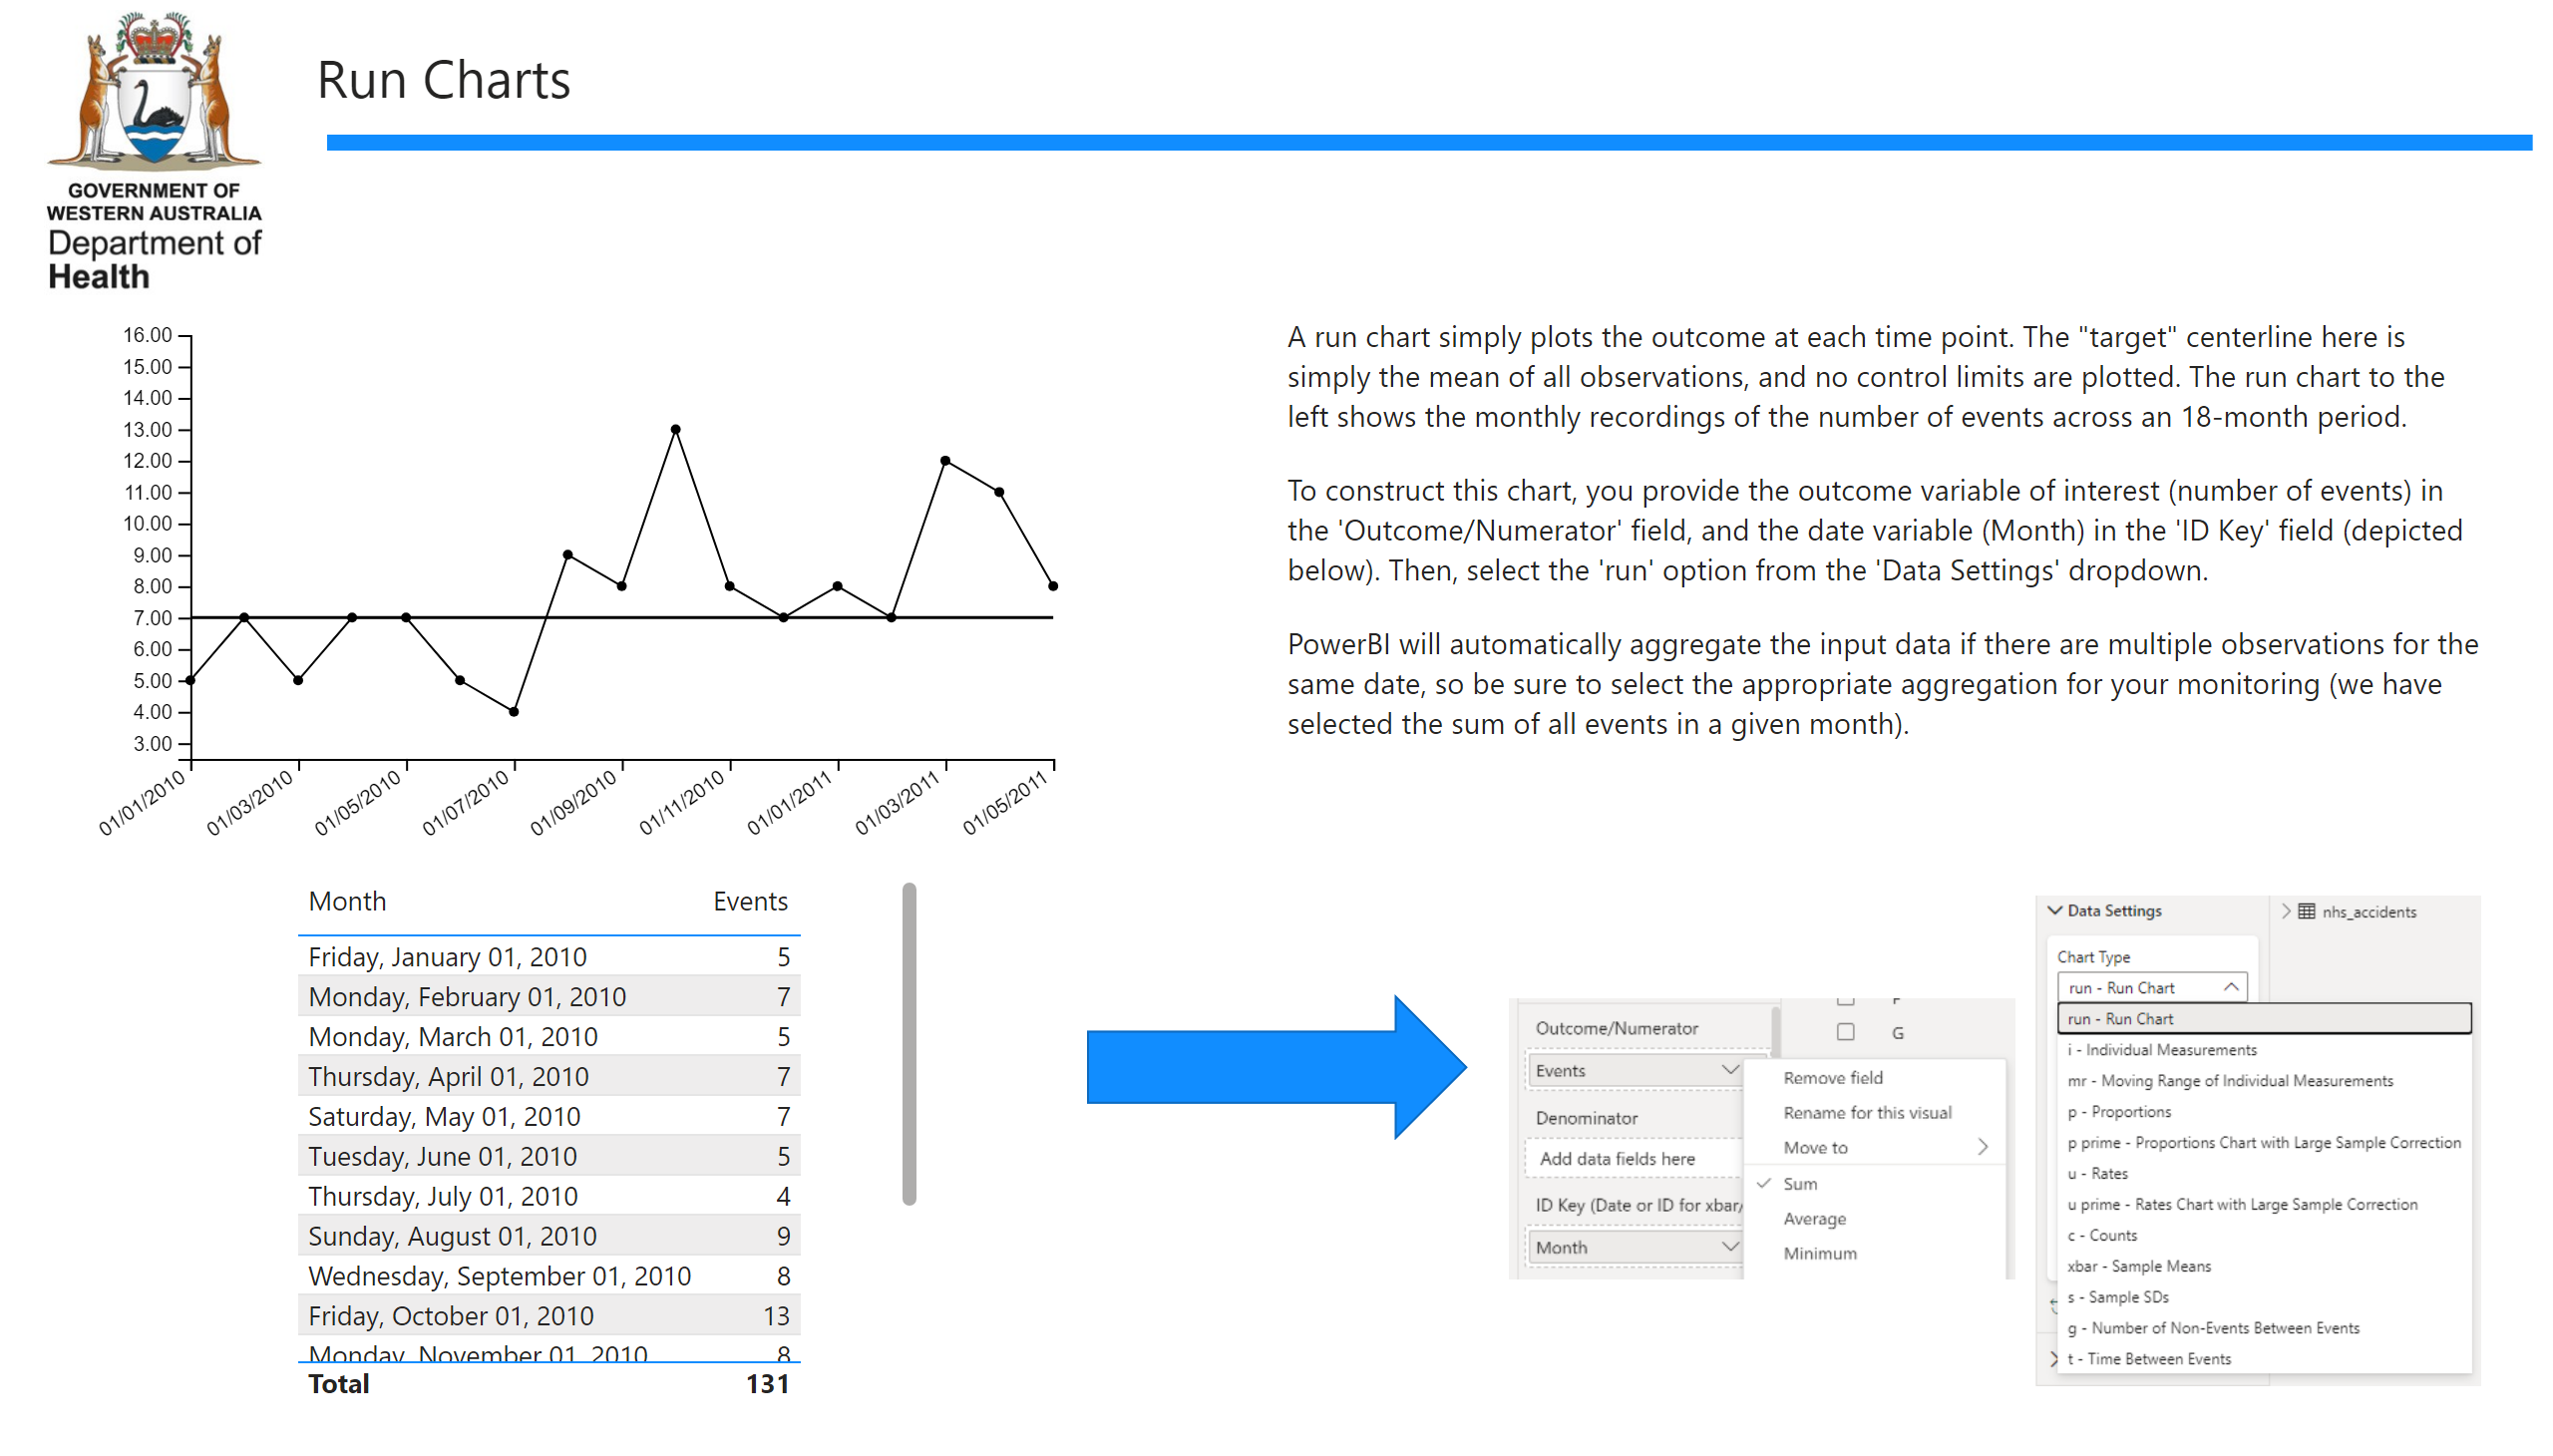 Run Charts
GOVERNMENT OF
WESTERN AUSTRALIA
Department of
Health
16.00
15.00
14.00
13.00
12.00
11.00
10.00
9.00
8.00
7.00
6.00
5.00
4.00
3.00
01/01/2010
01/03/2010
01/05/2010
01/07/2010
01/09/2010
01/11/2010
01/01/2011
01/03/2011
01/05/2011
A run chart simply plots the outcome at each time point. The "target" centerline here is
simply the mean of all observations, and no control limits are plotted. The run chart to the
left shows the monthly recordings of the number of events across an 18-month period.
To construct this chart, you provide the outcome variable of interest (number of events) in
the 'Outcome/Numerator' field, and the date variable (Month) in the 'ID Key' field (depicted
below). Then, select the 'run' option from the 'Data Settings' dropdown.
PowerBI will automatically aggregate the input data if there are multiple observations for the
same date, so be sure to select the appropriate aggregation for your monitoring (we have
selected the sum of all events in a given month).
Month Events
Friday, January 01, 2010 5
Monday, February 01, 2010 7
Monday, March 01, 2010 5
Thursday, April 01, 2010 7
Saturday, May 01, 2010 7
Tuesday, June 01, 2010 5
Thursday, July 01, 2010 4
Sunday, August 01, 2010 9
Wednesday, September 01, 2010 8
Friday, October 01, 2010 13
Monday, November 01, 2010 8
Total 131
Outcome/Numerator
Events
Denominator
Add data fields here
ID Key (Date or ID for xbar/
Month
G
Remove field
Rename for this visual
Move to
Sum
Average
Minimum
Data Settings
nhs_accidents
Chart Type
run - Run Chart
run - Run Chart
i - Individual Measurements
mr - Moving Range of Individual Measurements
p - Proportions
p prime - Proportions Chart with Large Sample Correction
u - Rates
u prime - Rates Chart with Large Sample Correction
c - Counts
xbar - Sample Means
s - Sample SDs
g - Number of Non-Events Between Events
t - Time Between Events